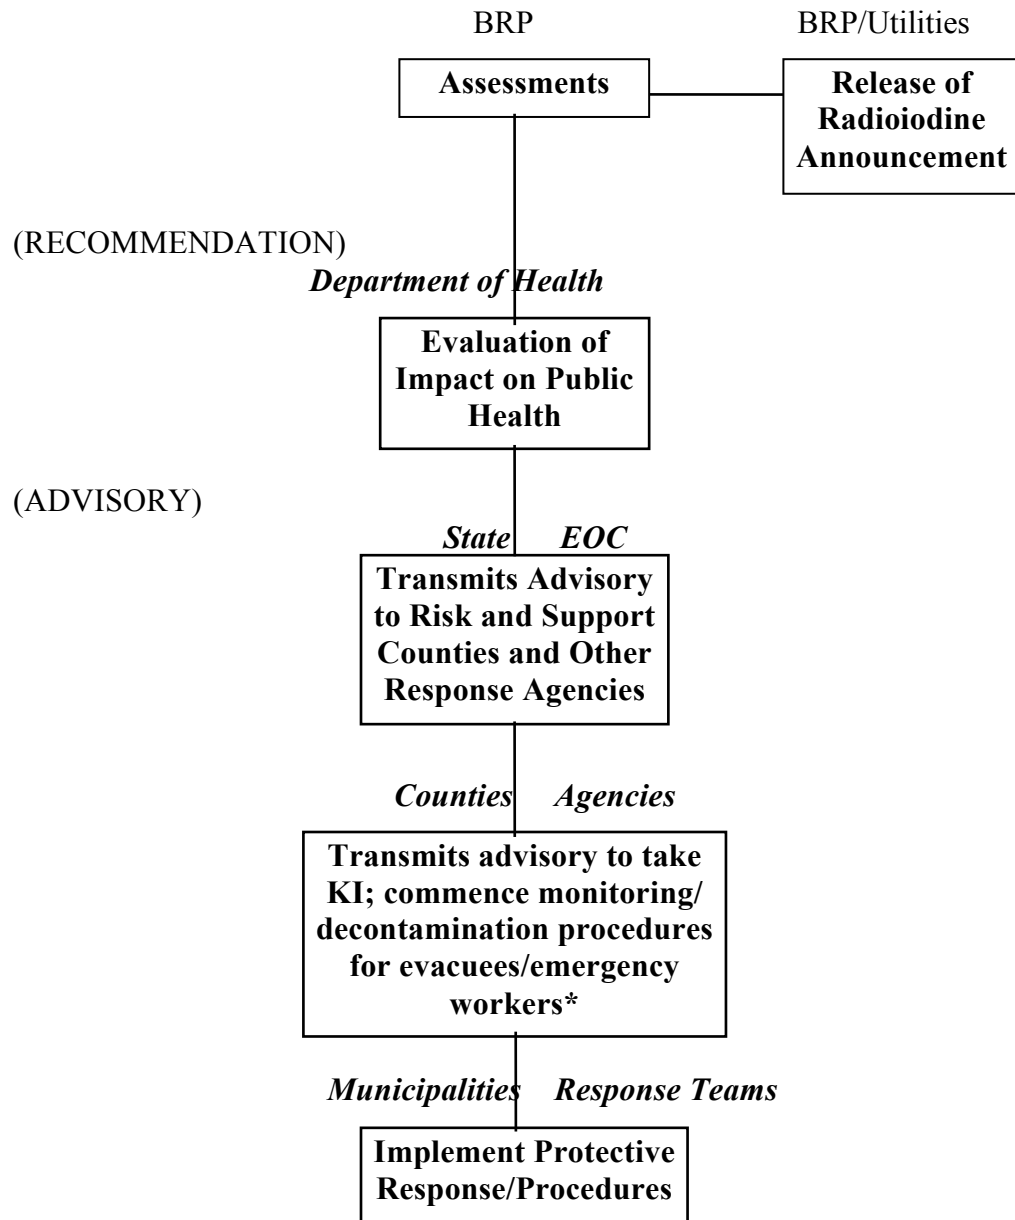 BRP
BRP/Utilities
Assessments
Release of
Radioiodine
Announcement
(RECOMMENDATION)
Department of Health
Evaluation of
Impact on Public
Health
(ADVISORY)
State EOC
Transmits Advisory
to Risk and Support
Counties and Other
Response Agencies
Counties Agencies
Transmits advisory to take
KI; commence monitoring/
decontamination procedures
for evacuees/emergency
workers*
Municipalities Response Teams
Implement Protective
Response/Procedures